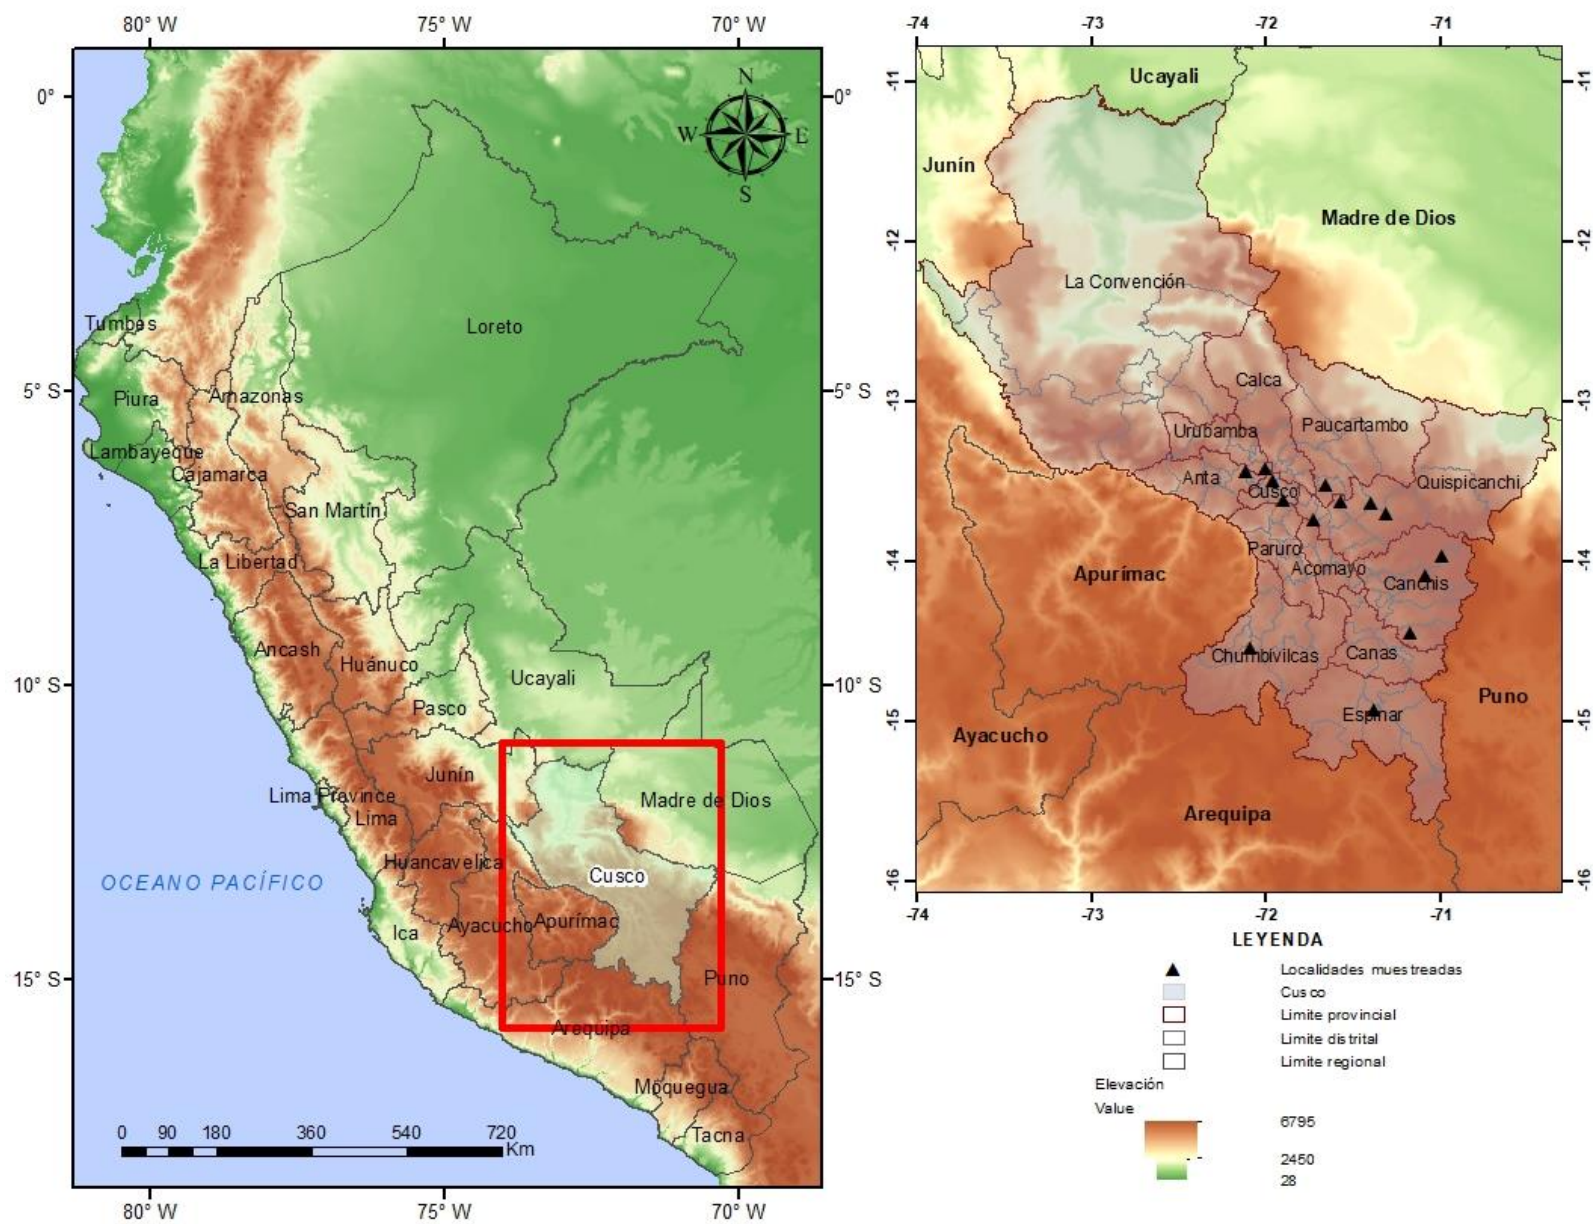 80° W 75° W 70° W
0° 0°
N
W E
S
Loreto
Tumbes
5° S 5° S
Piura
Amazonas
Lambayeque
Cajamarca
San Martín
La Libertad
Ancash
Huánuco
Ucayali
10° S 10° S
Pasco
Junín
Lima Province
Madre de Dios
Lima
Huancavelica
OCEANO PACÍFICO
Cusco
Ayacucho
Apurímac
Ica
15° S 15° S
Puno
Arequipa
Moquegua
Tacna
0 90 180 360 540 720
Km
80° W 75° W 70° W
-74 -73 -72 -71
-11 -11
Ucayali
Junín
Madre de Dios
-12 -12
La Convención
Calca
-13 -13
Urubamba
Paucartambo
Anta
Cusco
Quispicanchi
Paruro
-14 -14
Acomayo
Apurímac
Canchis
Chumbivilcas
Canas
Puno
Espinar
-15 -15
Ayacucho
Arequipa
-16 -16
-74 -73 -72 -71
LEYENDA
Localidades muestreadas
Cusco
Limite provincial
Limite distrital
Limite regional
Elevación
Value
6795
2450
28